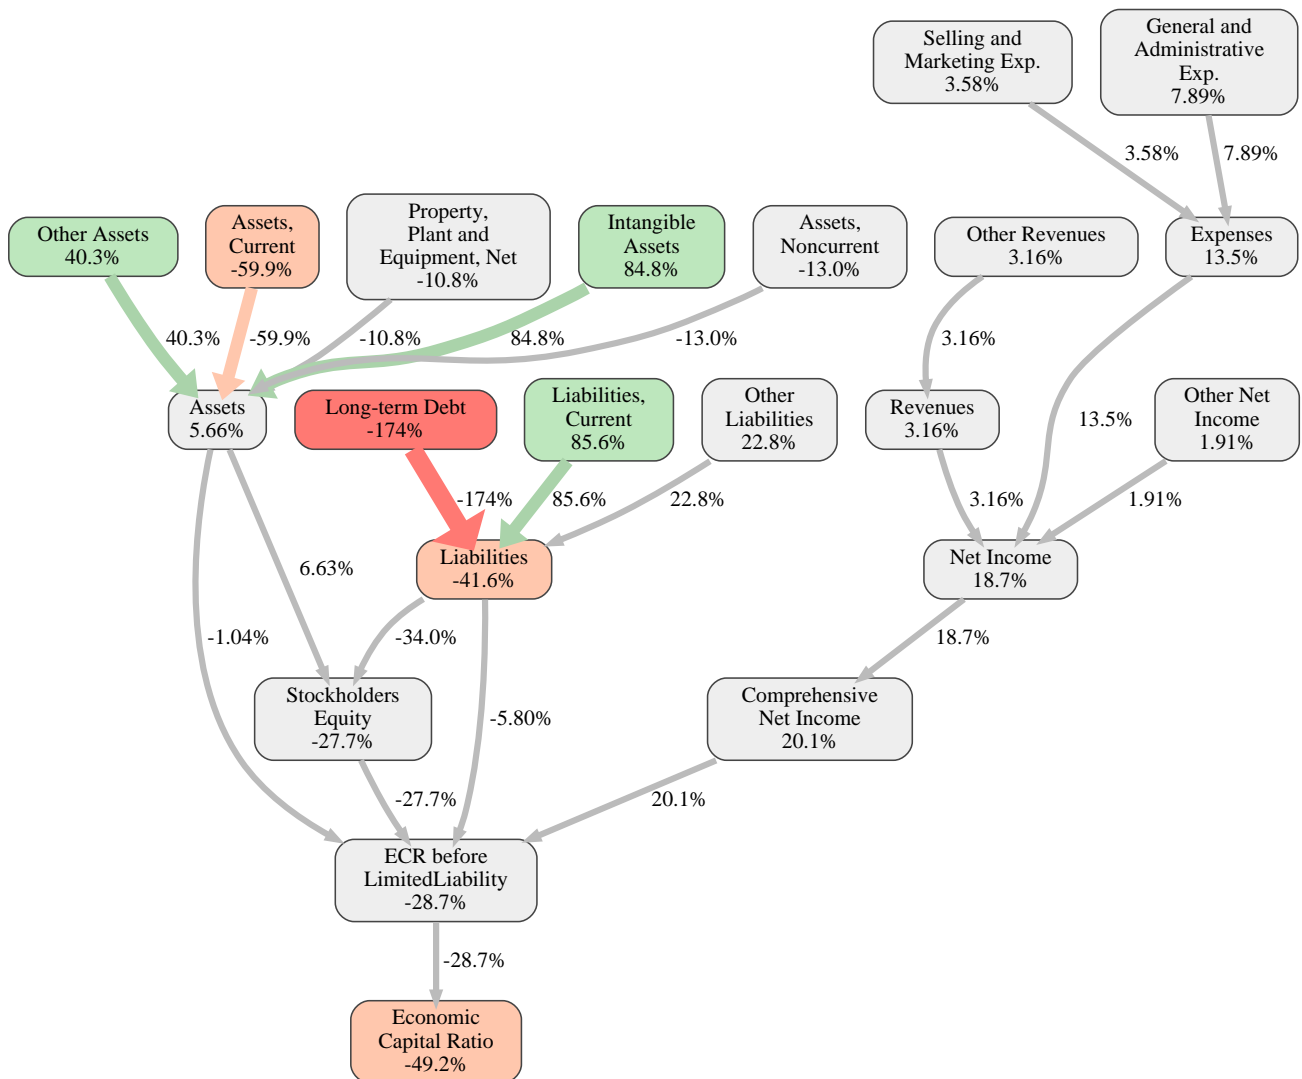 Selling and
Marketing Exp.
3.58%
General and
Administrative
Exp.
7.89%
3.58%
7.89%
Other Assets
40.3%
Assets,
Current
-59.9%
Property,
Plant and
Equipment, Net
-10.8%
Intangible
Assets
84.8%
Assets,
Noncurrent
-13.0%
Other Revenues
3.16%
Expenses
13.5%
40.3%
-59.9%
-10.8%
84.8%
-13.0%
3.16%
Assets
5.66%
Long-term Debt
-174%
Liabilities,
Current
85.6%
Other
Liabilities
22.8%
Revenues
3.16%
13.5%
Other Net
Income
1.91%
-174%
85.6%
22.8%
3.16%
1.91%
6.63%
Liabilities
-41.6%
Net Income
18.7%
-1.04%
-34.0%
18.7%
Stockholders
Equity
-27.7%
-5.80%
Comprehensive
Net Income
20.1%
-27.7%
20.1%
ECR before
LimitedLiability
-28.7%
-28.7%
Economic
Capital Ratio
-49.2%